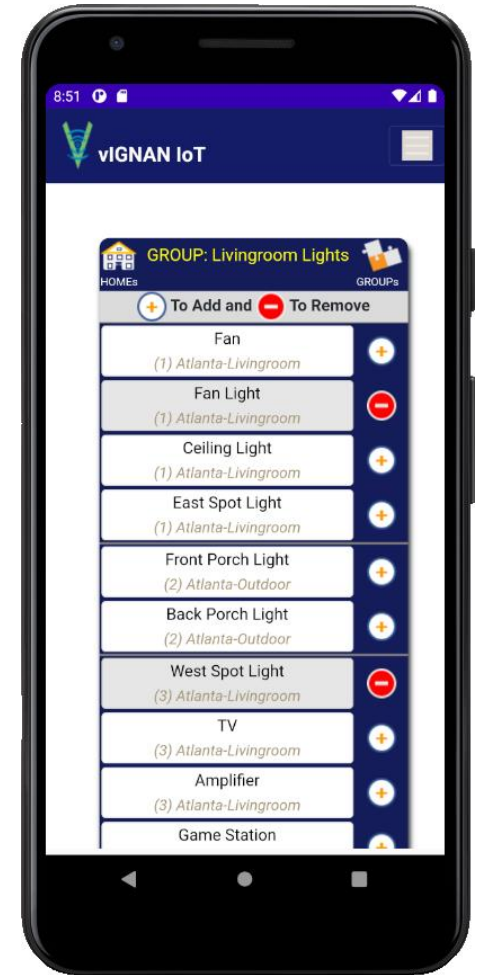 8:51
vIGNAN IoT
GROUP: Livingroom Lights
HOMEs
GROUPs
+ To Add and − To Remove
Fan
(1) Atlanta-Livingroom
Fan Light
(1) Atlanta-Livingroom
Ceiling Light
(1) Atlanta-Livingroom
East Spot Light
(1) Atlanta-Livingroom
Front Porch Light
(2) Atlanta-Outdoor
Back Porch Light
(2) Atlanta-Outdoor
West Spot Light
(3) Atlanta-Livingroom
TV
(3) Atlanta-Livingroom
Amplifier
(3) Atlanta-Livingroom
Game Station